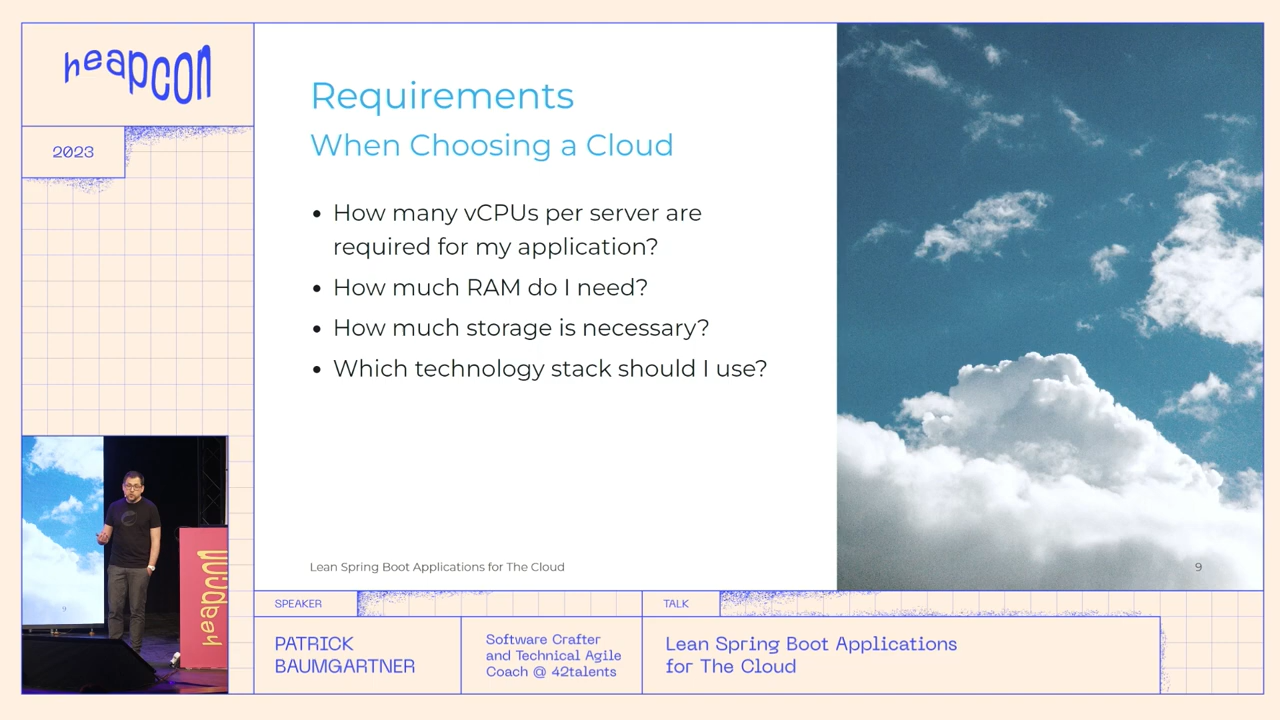 heapcon
2023
Requirements
When Choosing a Cloud
• How many vCPUs per server are
required for my application?
• How much RAM do I need?
• How much storage is necessary?
• Which technology stack should I use?
Lean Spring Boot Applications for The Cloud
9
9
heapcon
SPEAKER
PATRICK
BAUMGARTNER
Software Crafter
and Technical Agile
Coach @ 42talents
TALK
Lean Spring Boot Applications
for The Cloud